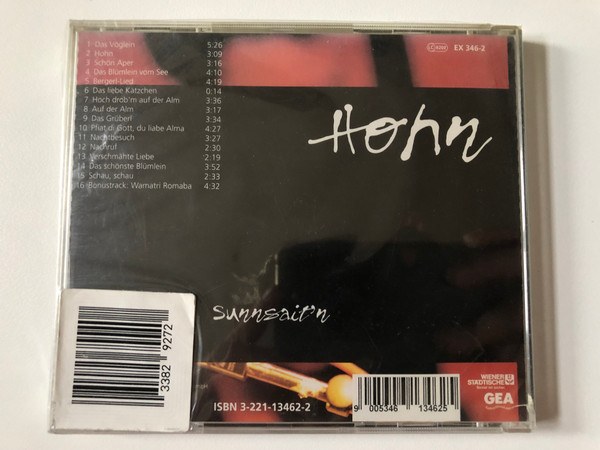 1 Das Vöglein 5:26
2 Hofin 3:09
3 Schön Aper 3:16
4 Das Blümlein vom See 4:10
5 Bergerl-Lied 4:19
6 Das liebe Kätzchen 0:14
7 Hoch drob'm auf der Alm 3:36
8 Auf der Alm 3:17
9 Das Grüberl 3:34
10 Pfiat di Gott, du liabe Alma 4:27
11 Nachtbesuch 3:27
12 Nachruf 2:30
13 Verschmähte Liebe 2:19
14 Das schönste Blümlein 3:52
15 Schau, schau 2:33
16 Bonustrack: Wamatri Romaba 4:32
EX 346-2
sunnsait'n
3382 9272
ISBN 3-221-13462-2
9 005346 134625
WIENER STÄDTISCHE
GEA